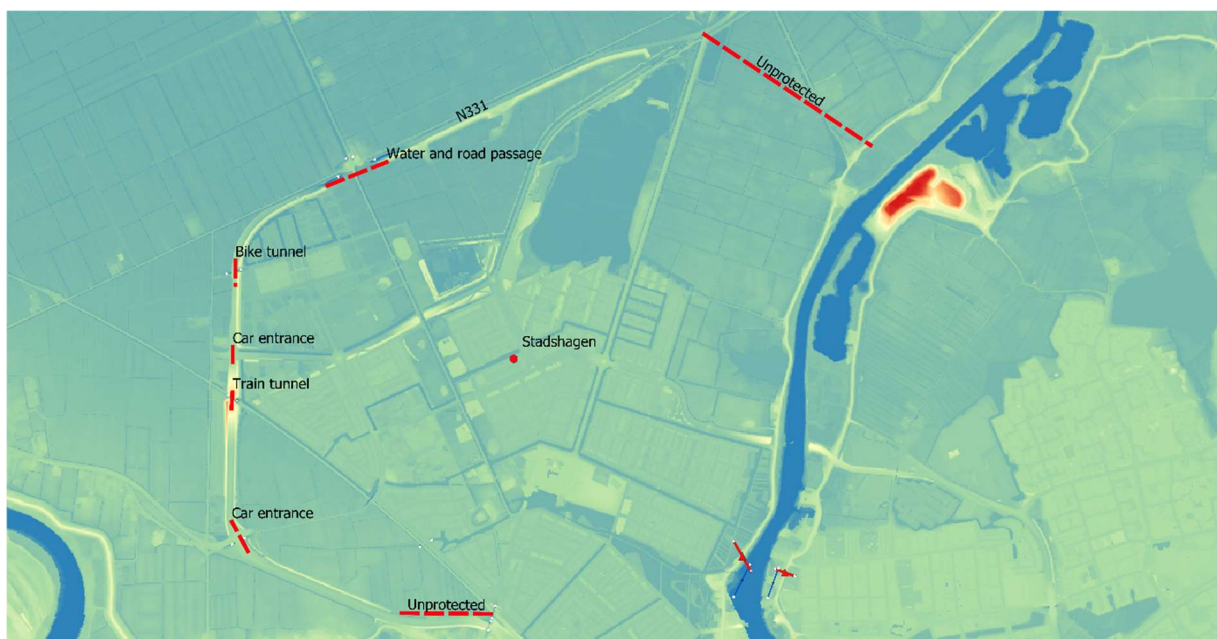 Unprotected
N331
Water and road passage
Bike tunnel
Car entrance
Stadshagen
Train tunnel
Car entrance
Unprotected